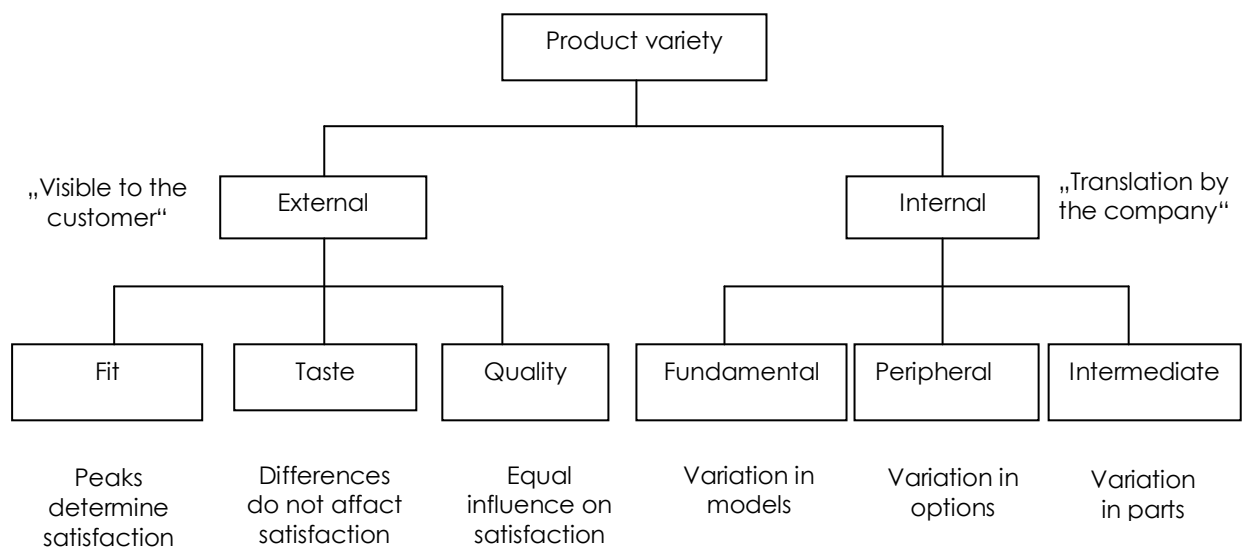 Product variety
„Visible to the
customer“
External
Internal
„Translation by
the company“
Fit
Taste
Quality
Fundamental
Peripheral
Intermediate
Peaks
determine
satisfaction
Differences
do not affact
satisfaction
Equal
influence on
satisfaction
Variation in
models
Variation in
options
Variation
in parts